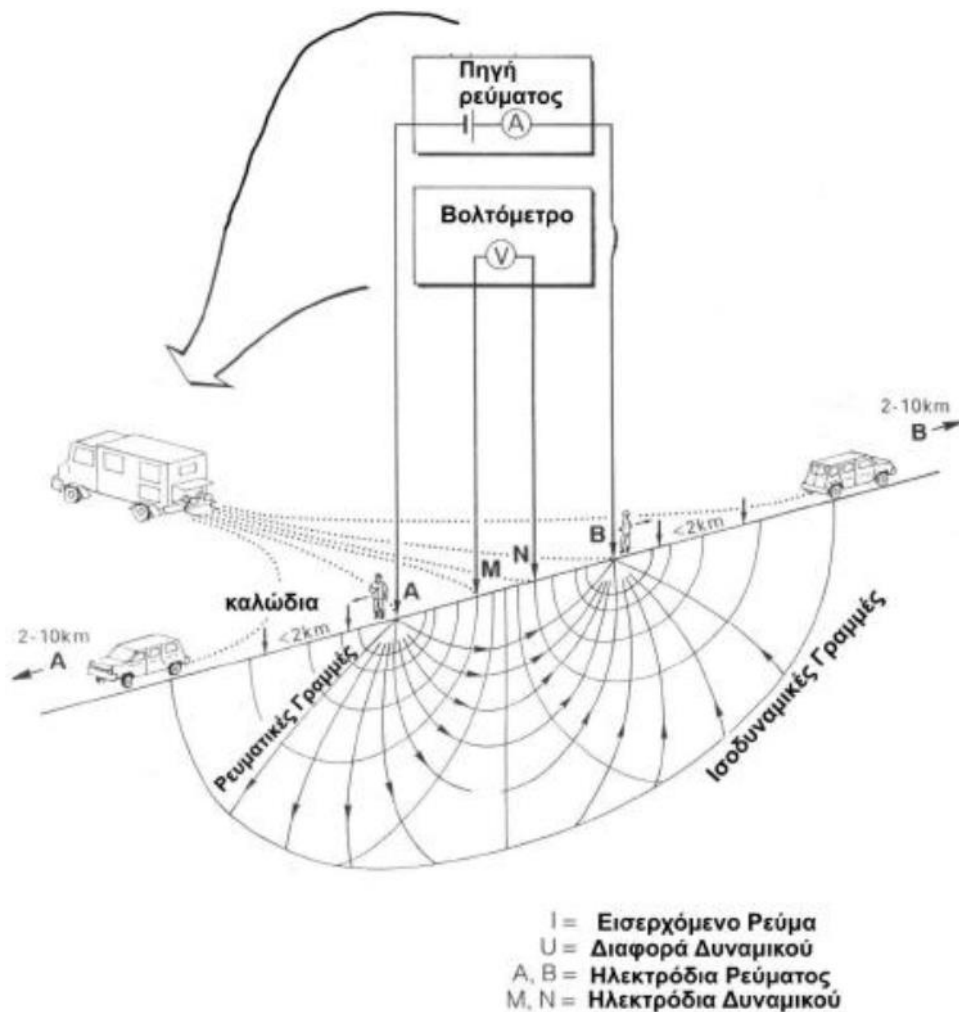 Πηγή
ρεύματος
A
Βολτόμετρο
V
2-10km
B
<2km
B
N
M
A
καλώδια
<2km
2-10km
A
Ρευματικές Γραμμές
Ισοδυναμικές Γραμμές
I = Εισερχόμενο Ρεύμα
U = Διαφορά Δυναμικού
A, B = Ηλεκτρόδια Ρεύματος
M, N = Ηλεκτρόδια Δυναμικού